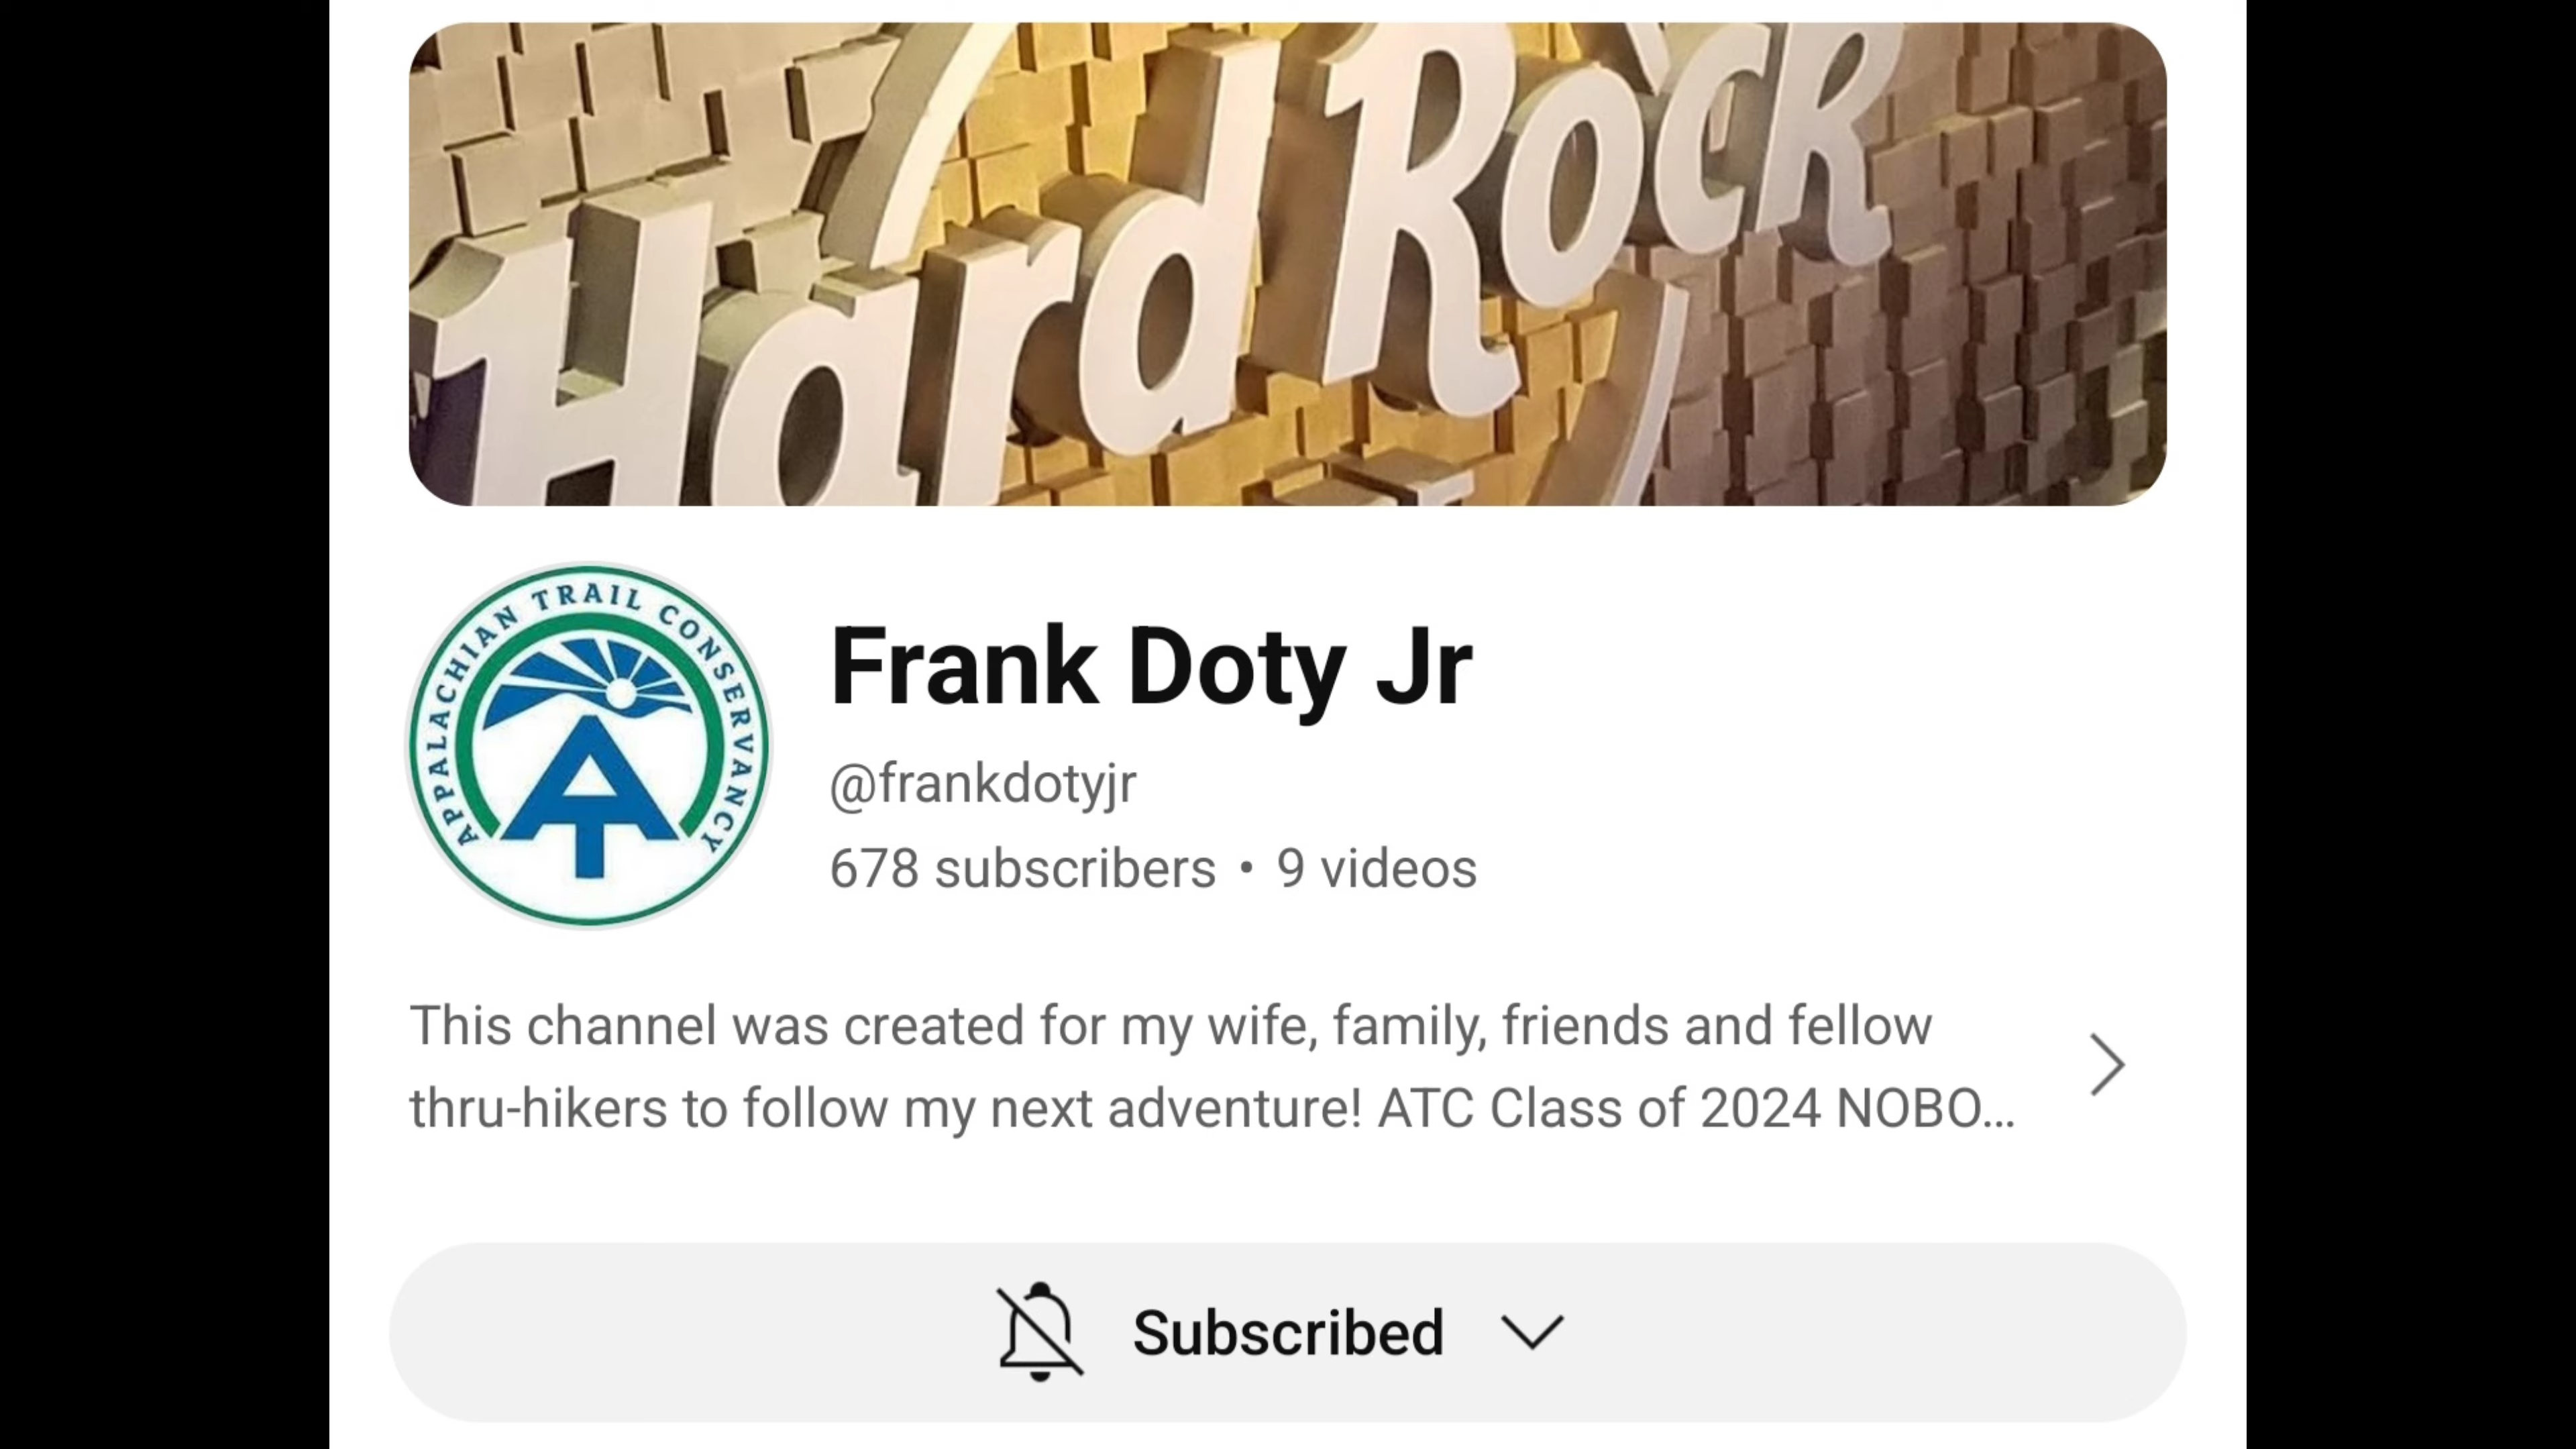 Hard Rock
APPALACHIAN TRAIL CONSERVANCY
AT
Frank Doty Jr
@frankdotyjr
678 subscribers • 9 videos
This channel was created for my wife, family, friends and fellow
thru-hikers to follow my next adventure! ATC Class of 2024 NOBO...
Subscribed